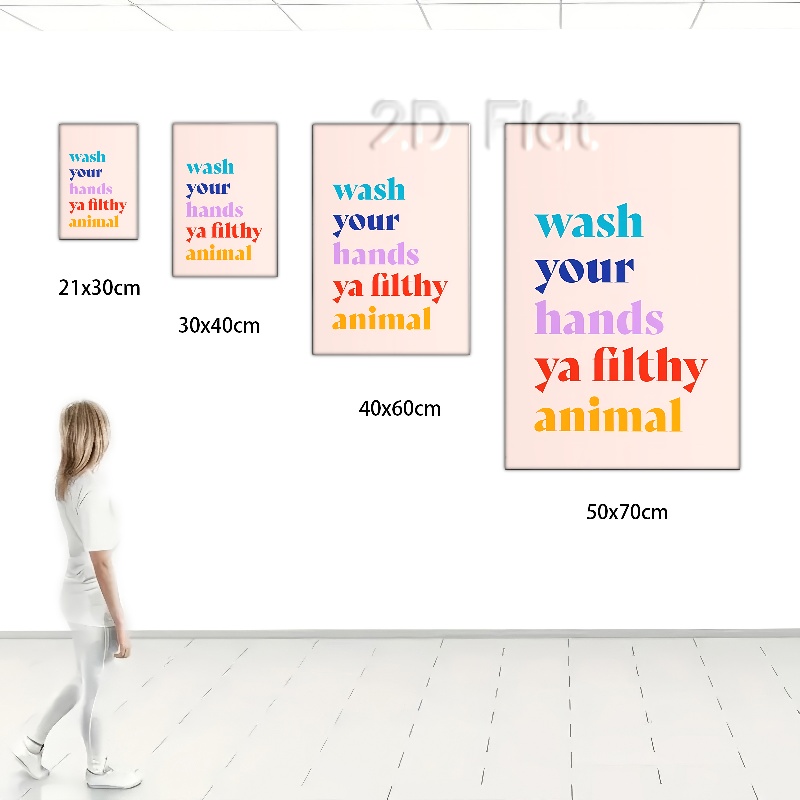 2D Flat
wash
your
hands
ya filthy
animal
21x30cm
wash
your
hands
ya filthy
animal
30x40cm
wash
your
hands
ya filthy
animal
40x60cm
wash
your
hands
ya filthy
animal
50x70cm